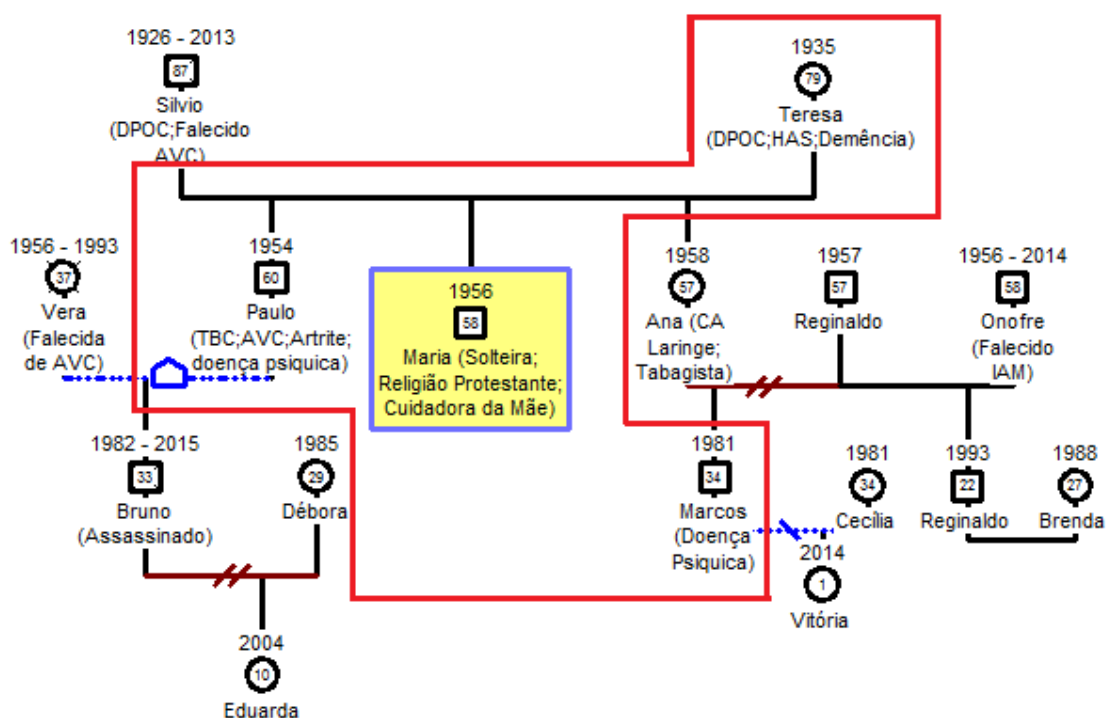 1926 - 2013
87
Silvio
(DPOC;Falecido
AVC)
1935
79
Teresa
(DPOC;HAS;Demência)
1956 - 1993
37
Vera
(Falecida
de AVC)
1954
60
Paulo
(TBC;AVC;Artrite;
doença psiquica)
1956
58
Maria (Solteira;
Religião Protestante;
Cuidadora da Mãe)
1958
57
Ana (CA
Laringe;
Tabagista)
1957
57
Reginaldo
1956 - 2014
58
Onofre
(Falecido
IAM)
1982 - 2015
33
Bruno
(Assassinado)
1985
29
Débora
1981
34
Marcos
(Doença
Psiquica)
1981
34
Cecília
1993
22
Reginaldo
1988
27
Brenda
2014
1
Vitória
2004
10
Eduarda